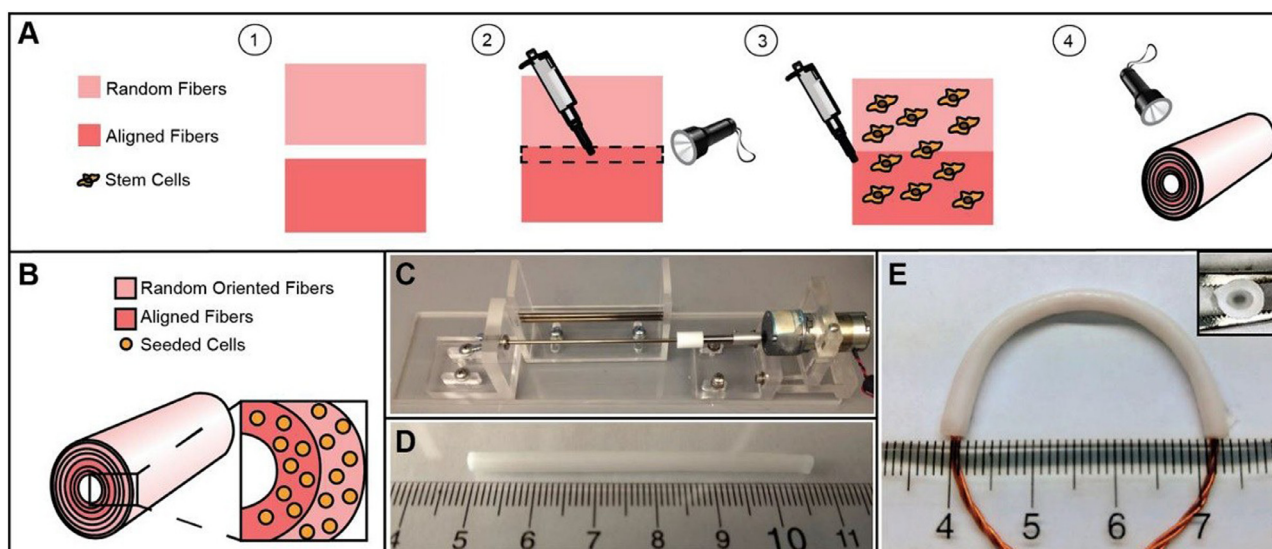 A
1
2
3
4
Random Fibers
Aligned Fibers
Stem Cells
B
Random Oriented Fibers
Aligned Fibers
Seeded Cells
C
D
4 5 6 7 8 9 10 11
E
4 5 6 7